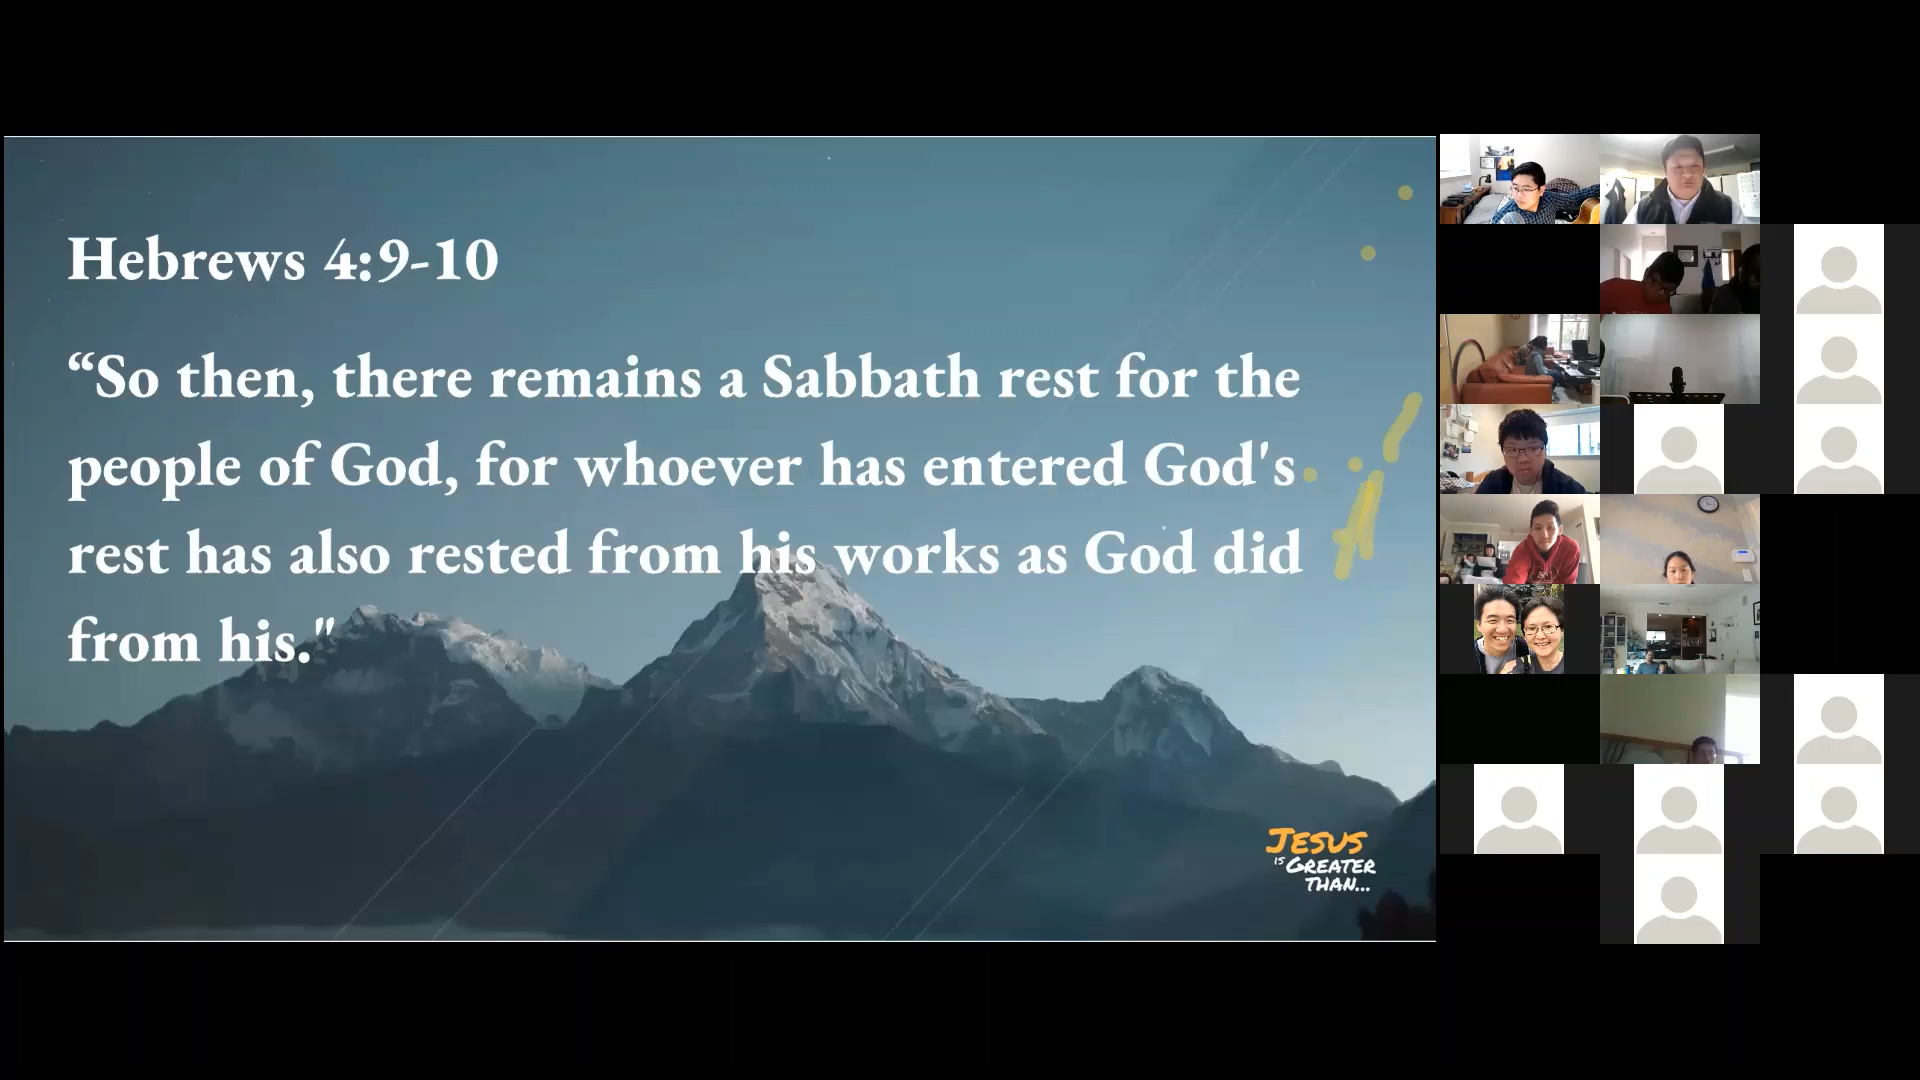 Hebrews 4:9-10
“So then, there remains a Sabbath rest for the
people of God, for whoever has entered God's
rest has also rested from his works as God did
from his."
JESUS
IS GREATER
THAN...